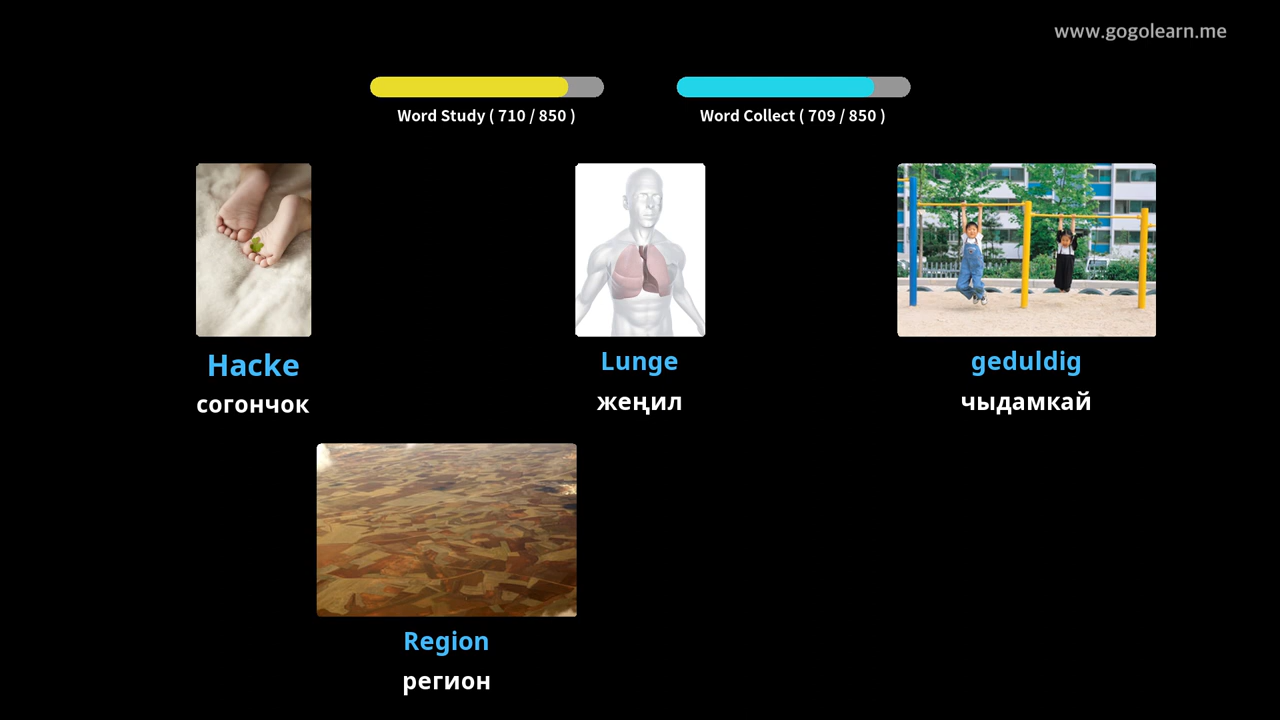 www.gogolearn.me
Word Study ( 710 / 850 )
Word Collect ( 709 / 850 )
Hacke
согончок
Lunge
жеңил
geduldig
чыдамкай
Region
регион